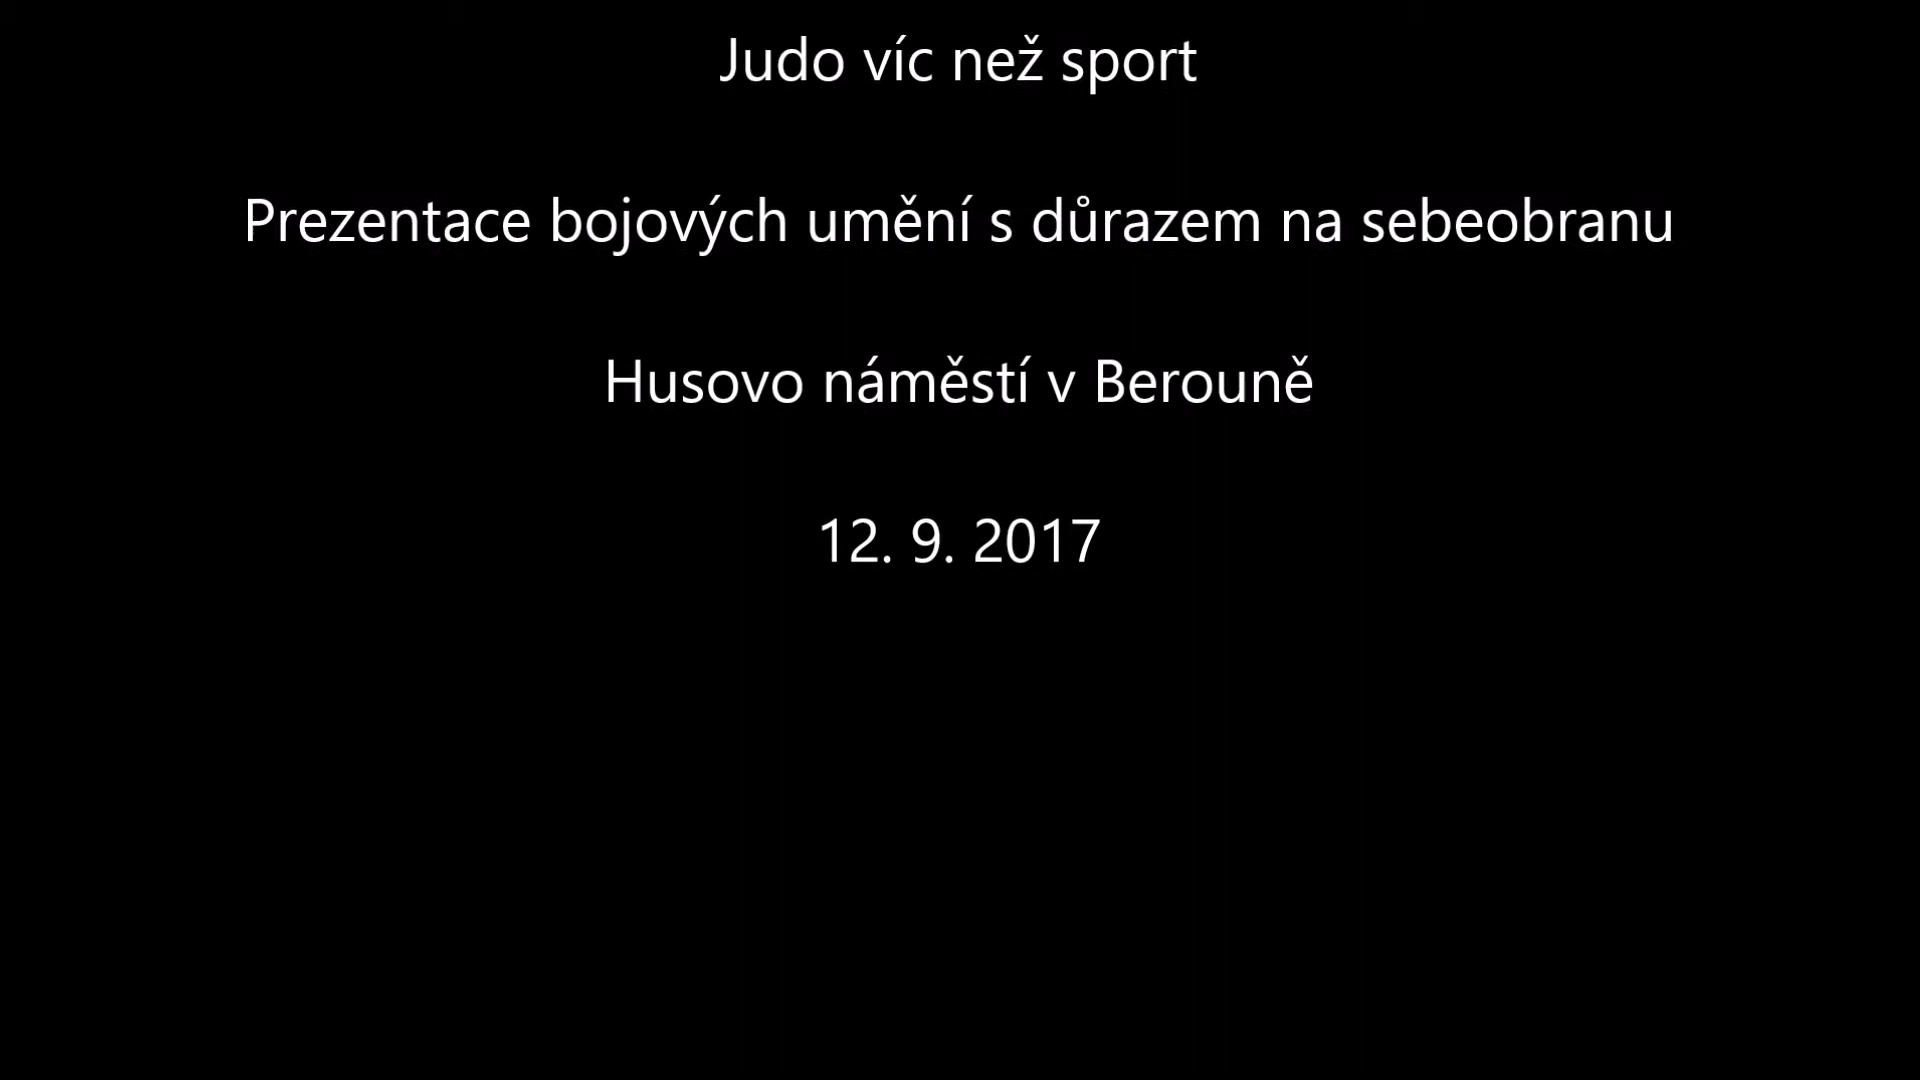 Judo víc než sport
Prezentace bojových umění s důrazem na sebeobranu
Husovo náměstí v Berouně
12. 9. 2017